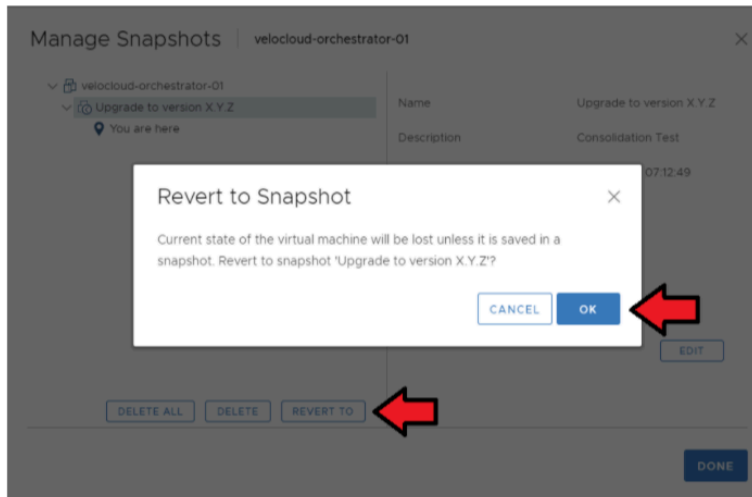 Manage Snapshots velocloud-orchestrator-01
velocloud-orchestrator-01
Upgrade to version X.Y.Z
You are here
Name Upgrade to version X.Y.Z
Description Consolidation Test
07:12:49
Revert to Snapshot
Current state of the virtual machine will be lost unless it is saved in a
snapshot. Revert to snapshot 'Upgrade to version X.Y.Z'?
CANCEL OK
EDIT
DELETE ALL DELETE REVERT TO
DONE